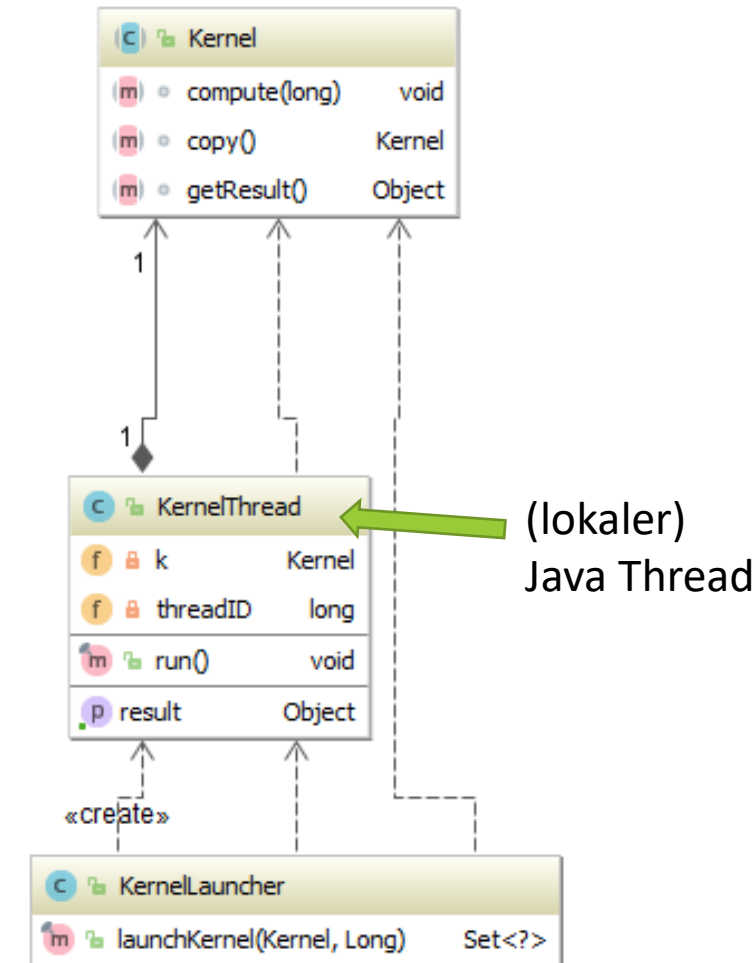 Kernel
compute(long) void
copy() Kernel
getResult() Object
1
1
KernelThread
k Kernel
threadID long
run() void
result Object
(lokaler)
Java Thread
«create»
KernelLauncher
launchKernel(Kernel, Long) Set<?>